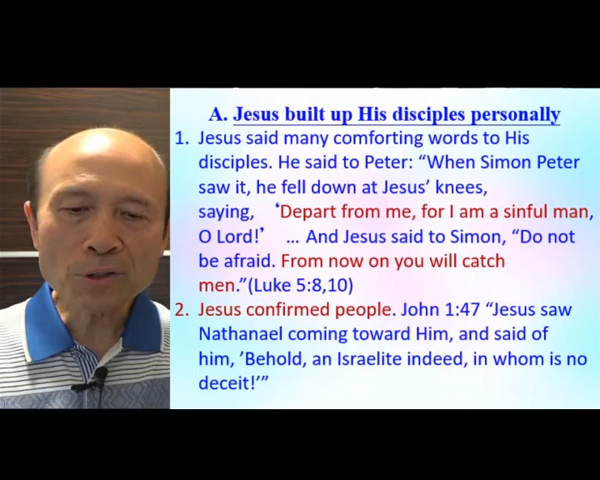 A. Jesus built up His disciples personally
1. Jesus said many comforting words to His
disciples. He said to Peter: “When Simon Peter
saw it, he fell down at Jesus’ knees,
saying, ‘Depart from me, for I am a sinful man,
O Lord!’ … And Jesus said to Simon, “Do not
be afraid. From now on you will catch
men.”(Luke 5:8,10)
2. Jesus confirmed people. John 1:47 “Jesus saw
Nathanael coming toward Him, and said of
him, ’Behold, an Israelite indeed, in whom is no
deceit!’”